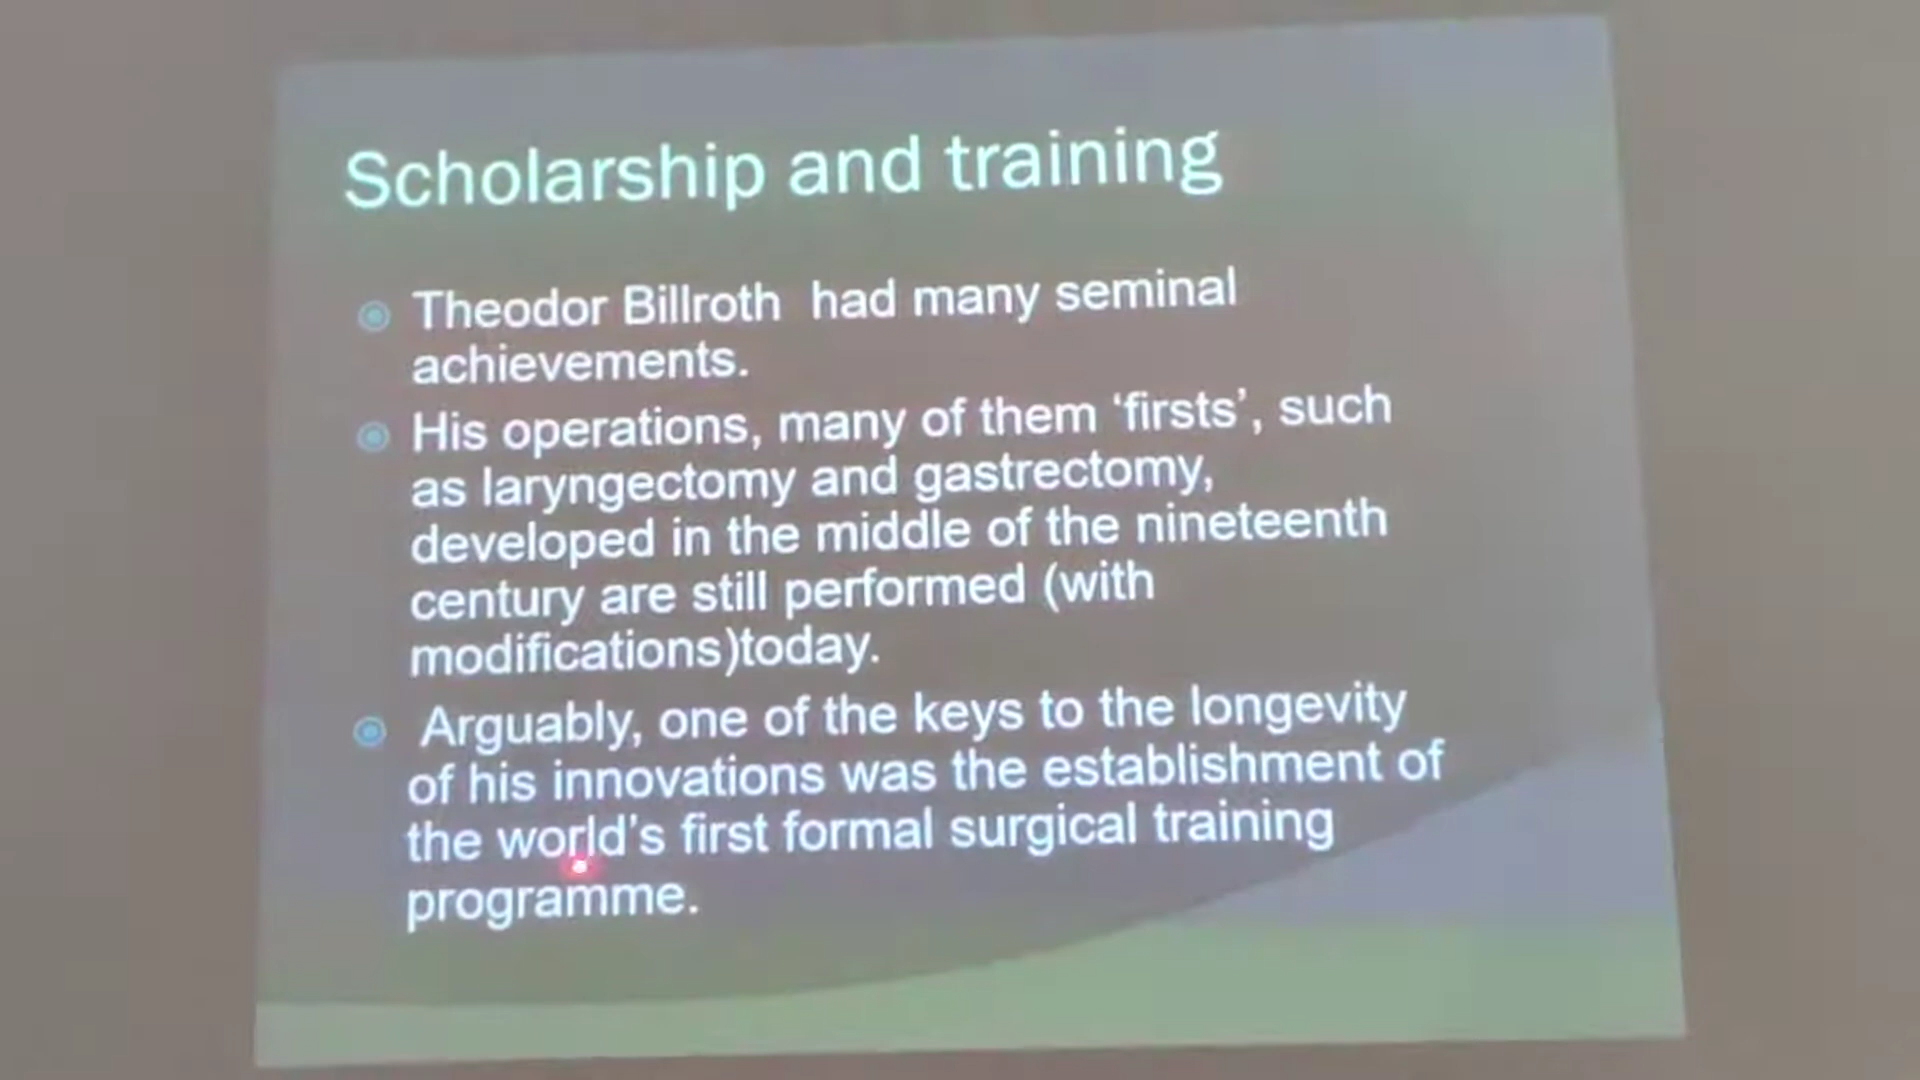 Scholarship and training
Theodor Billroth had many seminal
achievements.
His operations, many of them ‘firsts’, such
as laryngectomy and gastrectomy,
developed in the middle of the nineteenth
century are still performed (with
modifications)today.
Arguably, one of the keys to the longevity
of his innovations was the establishment of
the world’s first formal surgical training
programme.